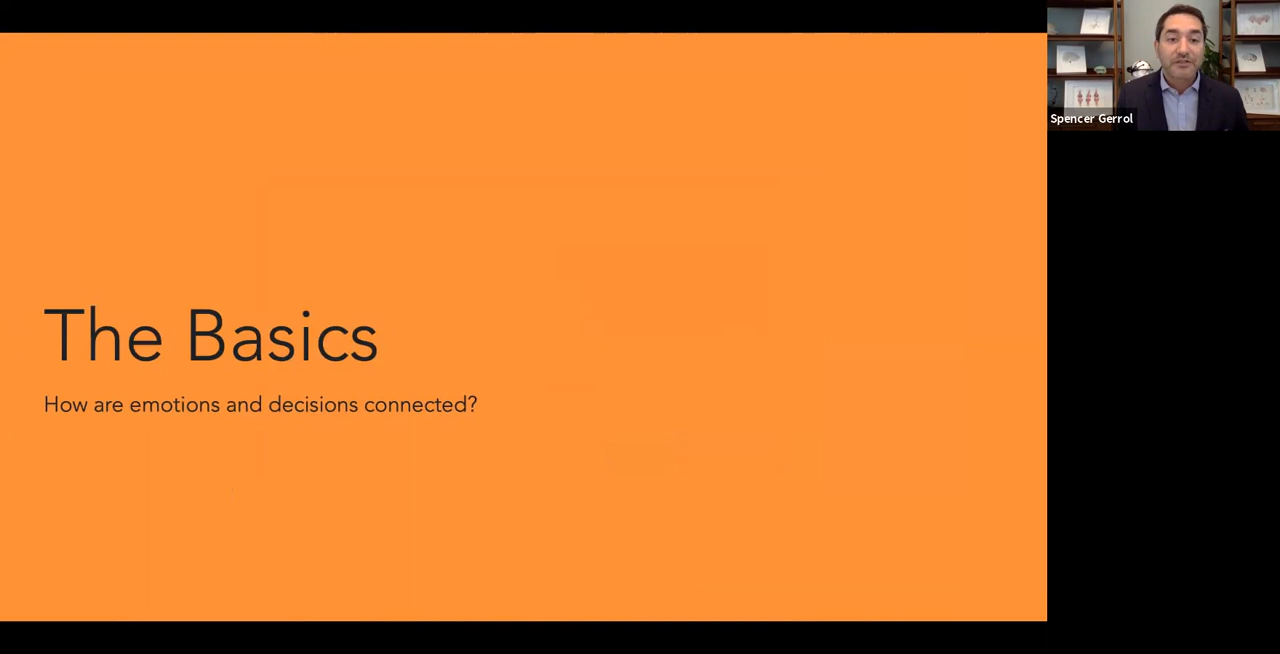 The Basics
How are emotions and decisions connected?
Spencer Gerrol